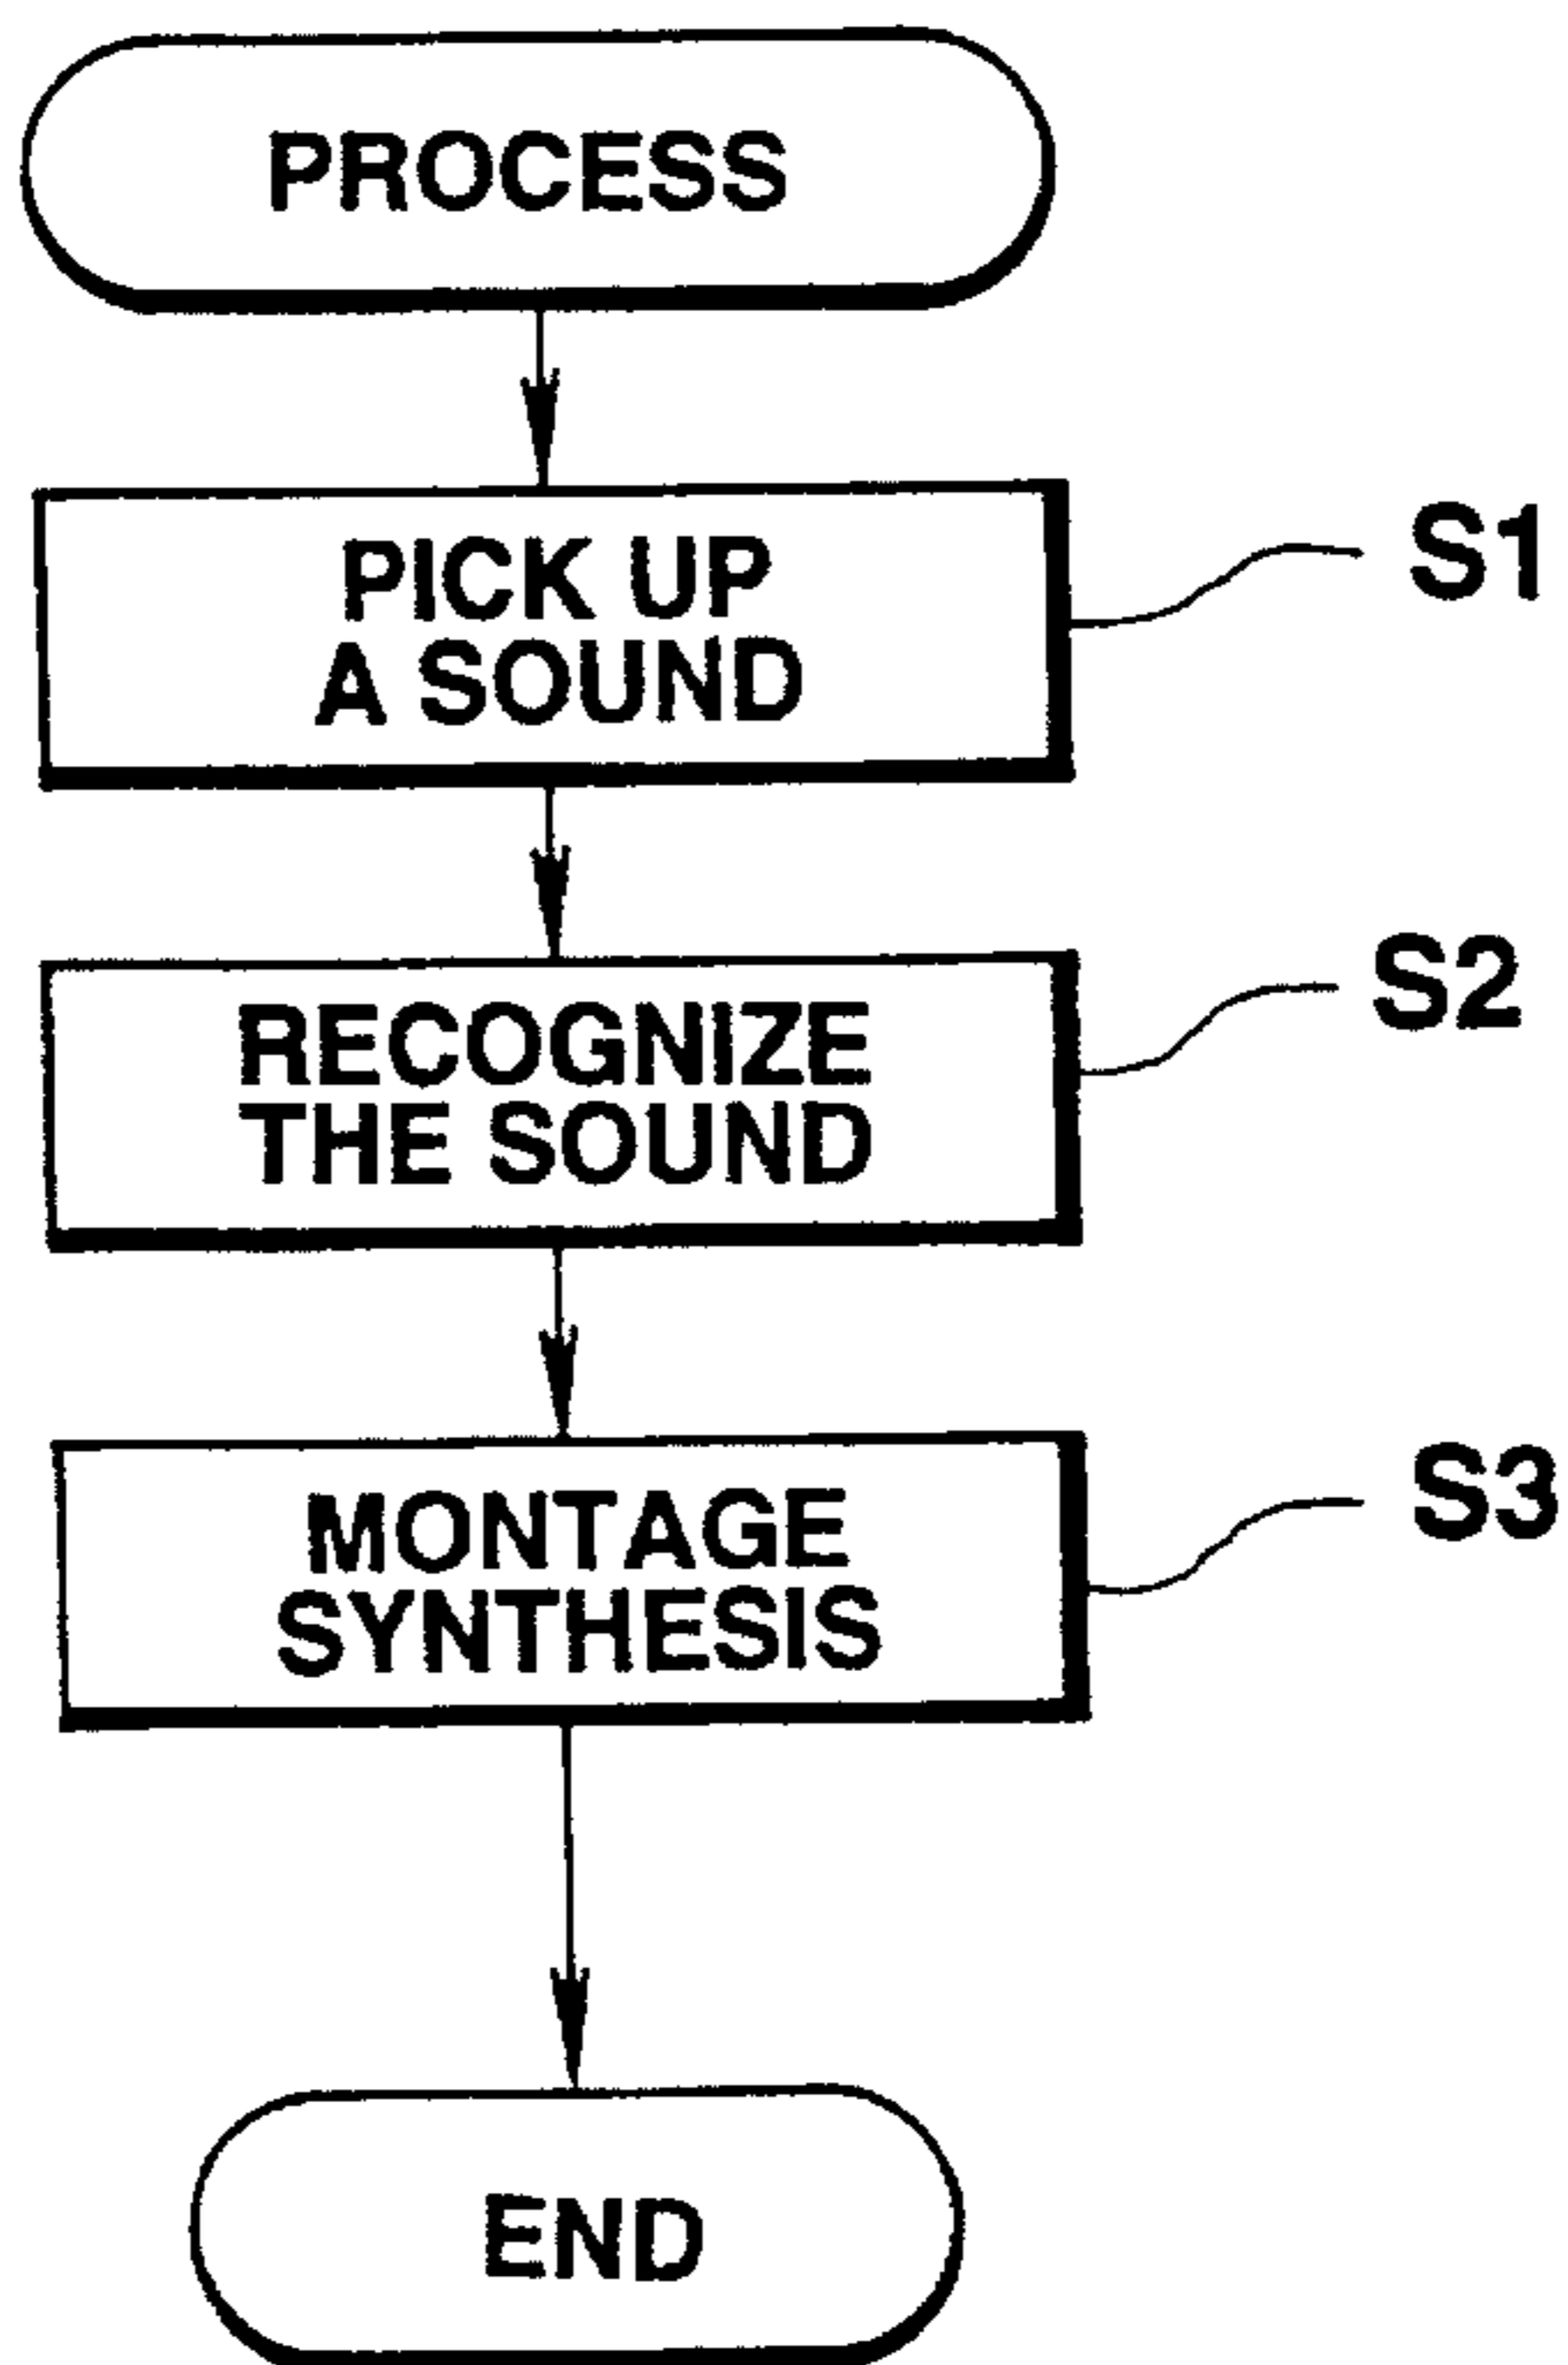 PROCESS
PICK UP
A SOUND
S1
RECOGNIZE
THE SOUND
S2
MONTAGE
SYNTHESIS
S3
END